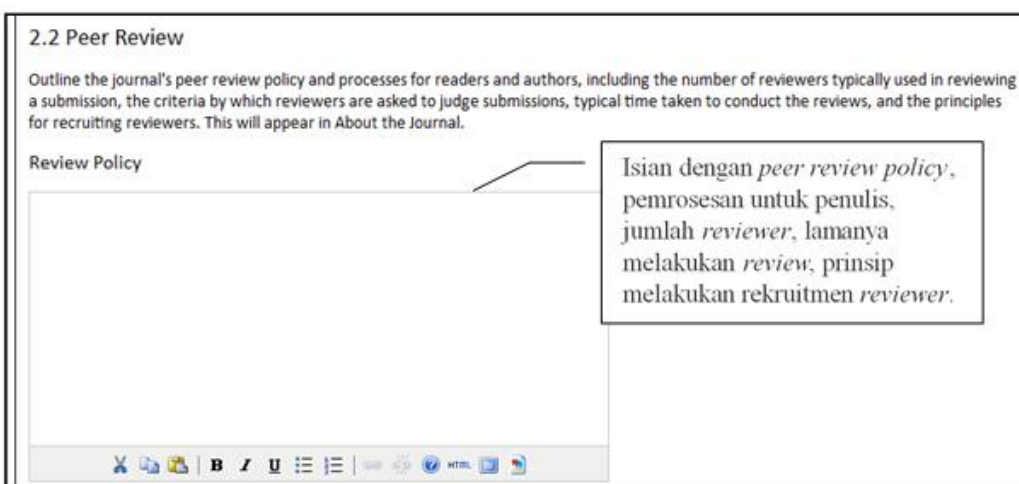 2.2 Peer Review
Outline the journal's peer review policy and processes for readers and authors, including the number of reviewers typically used in reviewing
a submission, the criteria by which reviewers are asked to judge submissions, typical time taken to conduct the reviews, and the principles
for recruiting reviewers. This will appear in About the Journal.
Review Policy
Isian dengan peer review policy,
pemrosesan untuk penulis,
jumlah reviewer, lamanya
melakukan review, prinsip
melakukan rekruitmen reviewer.
B I U HTML